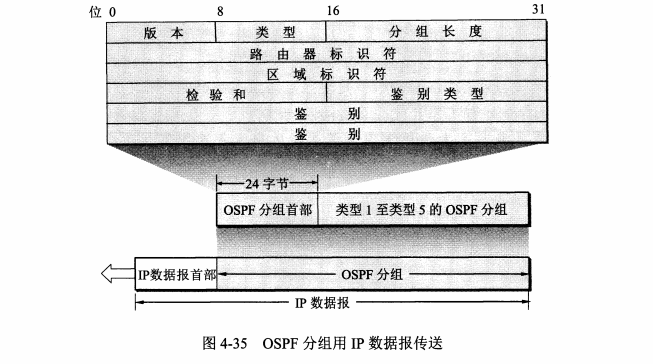 位 0 8 16 31
版本 类型 分组长度
路由器标识符
区域标识符
检验和 鉴别类型
鉴别
鉴别
24 字节
OSPF 分组首部 类型 1 至类型 5 的 OSPF 分组
IP数据报首部 OSPF 分组
IP 数据报
图 4-35 OSPF 分组用 IP 数据报传送